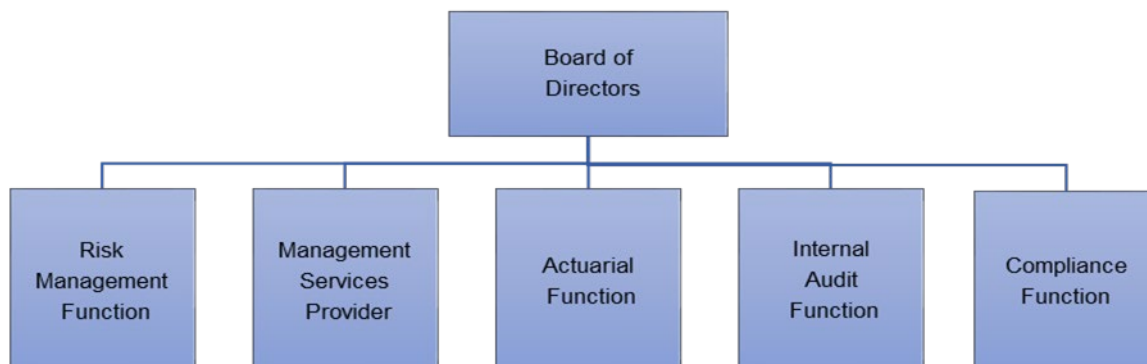 Board of
Directors
Risk
Management
Function
Management
Services
Provider
Actuarial
Function
Internal
Audit
Function
Compliance
Function